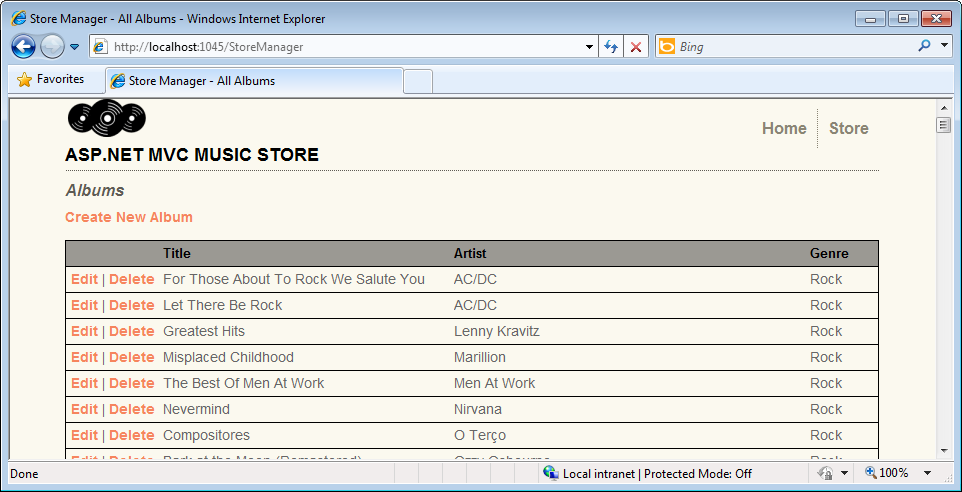 Store Manager - All Albums - Windows Internet Explorer
http://localhost:1045/StoreManager Bing
Favorites Store Manager - All Albums
Home Store
ASP.NET MVC MUSIC STORE
Albums
Create New Album
Title Artist Genre
Edit | Delete For Those About To Rock We Salute You AC/DC Rock
Edit | Delete Let There Be Rock AC/DC Rock
Edit | Delete Greatest Hits Lenny Kravitz Rock
Edit | Delete Misplaced Childhood Marillion Rock
Edit | Delete The Best Of Men At Work Men At Work Rock
Edit | Delete Nevermind Nirvana Rock
Edit | Delete Compositores O Terço Rock
Edit | Delete Bark at the Moon (Remastered) Ozzy Osbourne Rock
Done Local intranet | Protected Mode: Off 100%